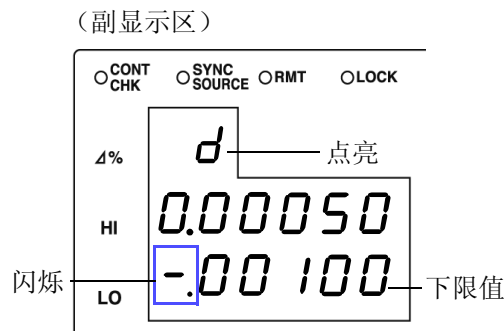 （副显示区）
CONT CHK
SYNC SOURCE
RMT
LOCK
⊿%
d
点亮
HI
0.00050
闪烁
-.00100
下限值
LO